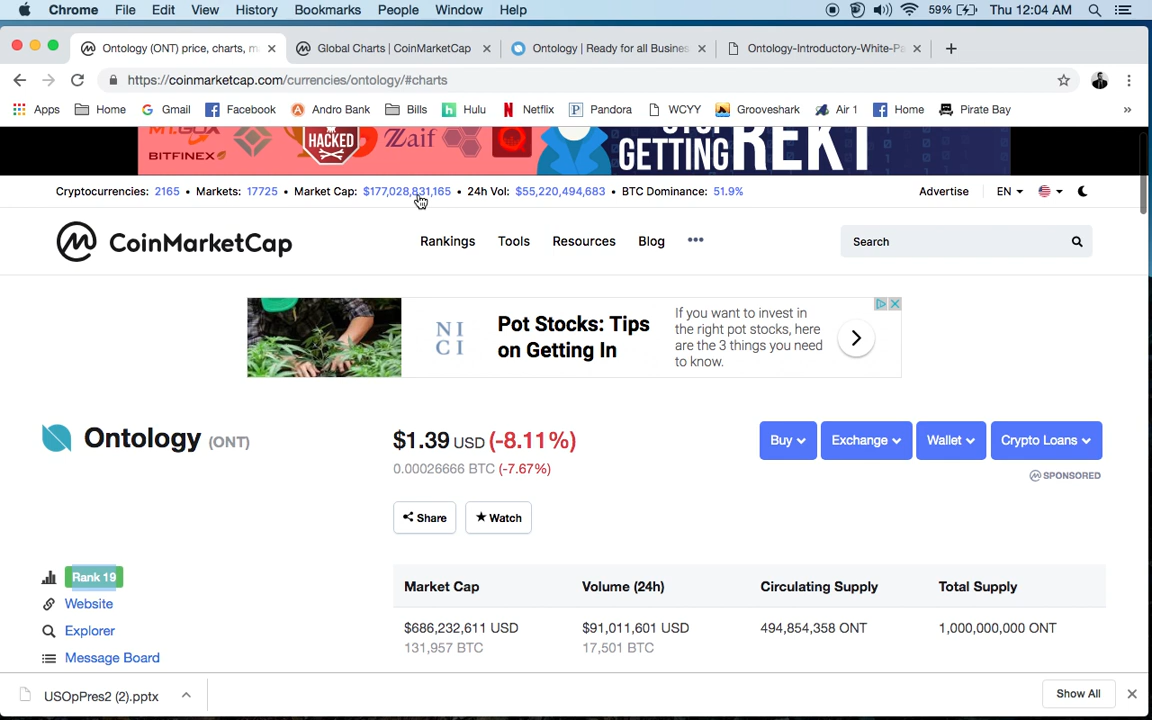 Chrome File Edit View History Bookmarks People Window Help 59% Thu 12:04 AM
Ontology (ONT) price, charts, m
Global Charts | CoinMarketCap
Ontology | Ready for all Busines
Ontology-Introductory-White-Pa
https://coinmarketcap.com/currencies/ontology/#charts
Apps Home Gmail Facebook Andro Bank Bills Hulu Netflix Pandora WCYY Grooveshark Air 1 Home Pirate Bay »
MT.GOX HACKED Zaif STOP
BITFINEX GETTING REKT
Cryptocurrencies: 2165 • Markets: 17725 • Market Cap: $177,028,831,165 • 24h Vol: $55,220,494,683 • BTC Dominance: 51.9% Advertise EN
CoinMarketCap Rankings Tools Resources Blog ••• Search
NICI
Pot Stocks: Tips
on Getting In
If you want to invest in
the right pot stocks, here
are the 3 things you need
to know.
Ontology (ONT) $1.39 USD (-8.11%) Buy Exchange Wallet Crypto Loans
0.00026666 BTC (-7.67%) SPONSORED
Share Watch
Rank 19
Website
Explorer
Message Board
Market Cap Volume (24h) Circulating Supply Total Supply
$686,232,611 USD $91,011,601 USD 494,854,358 ONT 1,000,000,000 ONT
131,957 BTC 17,501 BTC
USOpPres2 (2).pptx Show All